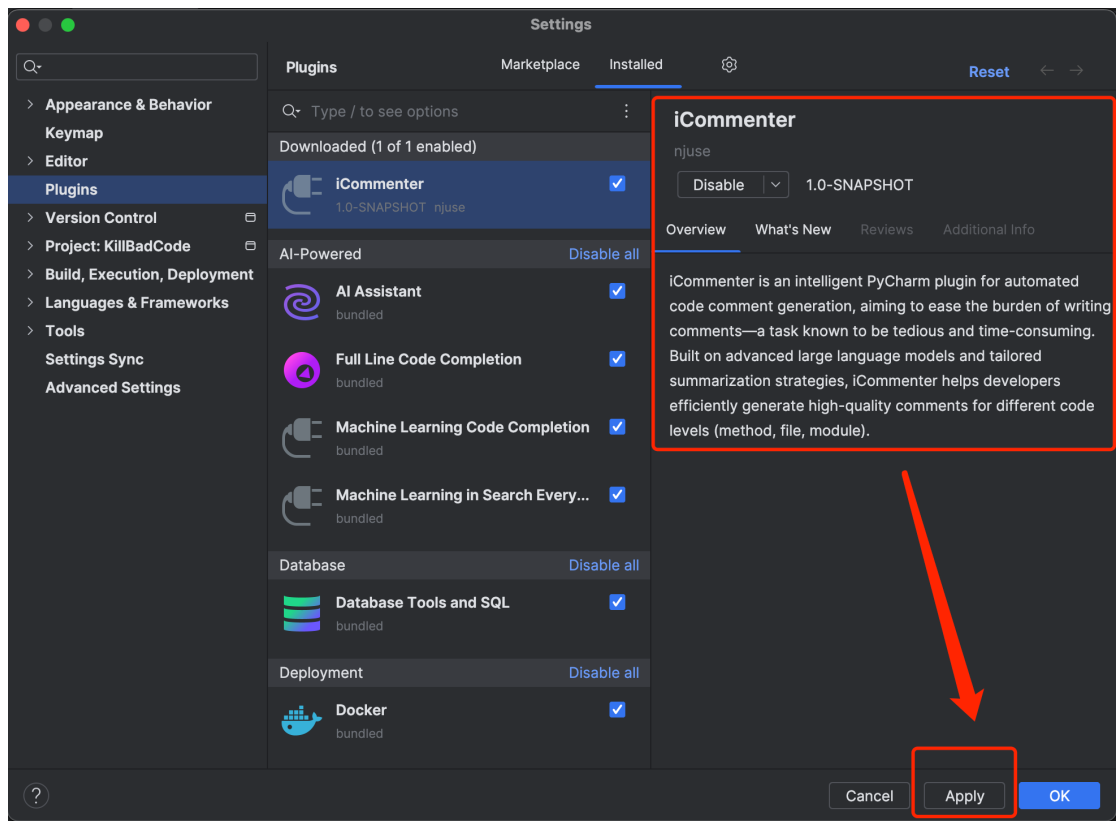 Settings
Appearance & Behavior
Keymap
Editor
Plugins
Version Control
Project: KillBadCode
Build, Execution, Deployment
Languages & Frameworks
Tools
Settings Sync
Advanced Settings
Plugins
Marketplace
Installed
Reset
Type / to see options
Downloaded (1 of 1 enabled)
iCommenter
1.0-SNAPSHOT njuse
AI-Powered
Disable all
AI Assistant
bundled
Full Line Code Completion
bundled
Machine Learning Code Completion
bundled
Machine Learning in Search Every...
bundled
Database
Disable all
Database Tools and SQL
bundled
Deployment
Disable all
Docker
bundled
iCommenter
njuse
Disable
1.0-SNAPSHOT
Overview
What's New
Reviews
Additional Info
iCommenter is an intelligent PyCharm plugin for automated
code comment generation, aiming to ease the burden of writing
comments—a task known to be tedious and time-consuming.
Built on advanced large language models and tailored
summarization strategies, iCommenter helps developers
efficiently generate high-quality comments for different code
levels (method, file, module).
?
Cancel
Apply
OK